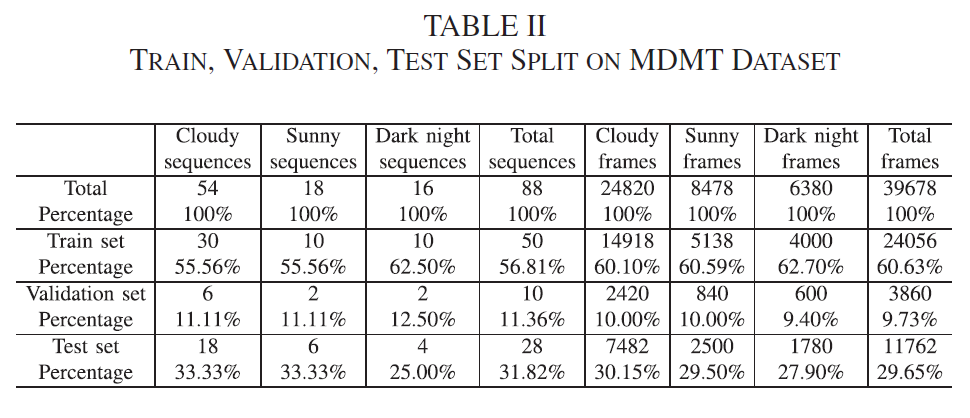 TABLE II
TRAIN, VALIDATION, TEST SET SPLIT ON MDMT DATASET
Cloudy Sunny Dark night Total Cloudy Sunny Dark night Total
sequences sequences sequences sequences frames frames frames frames
Total 54 18 16 88 24820 8478 6380 39678
Percentage 100% 100% 100% 100% 100% 100% 100% 100%
Train set 30 10 10 50 14918 5138 4000 24056
Percentage 55.56% 55.56% 62.50% 56.81% 60.10% 60.59% 62.70% 60.63%
Validation set 6 2 2 10 2420 840 600 3860
Percentage 11.11% 11.11% 12.50% 11.36% 10.00% 10.00% 9.40% 9.73%
Test set 18 6 4 28 7482 2500 1780 11762
Percentage 33.33% 33.33% 25.00% 31.82% 30.15% 29.50% 27.90% 29.65%